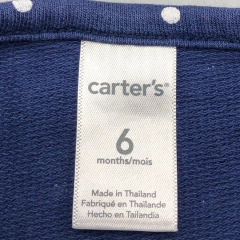 carter's®
6
months/mois
Made in Thailand
Fabriqué en Thaïlande
Hecho en Tailandia